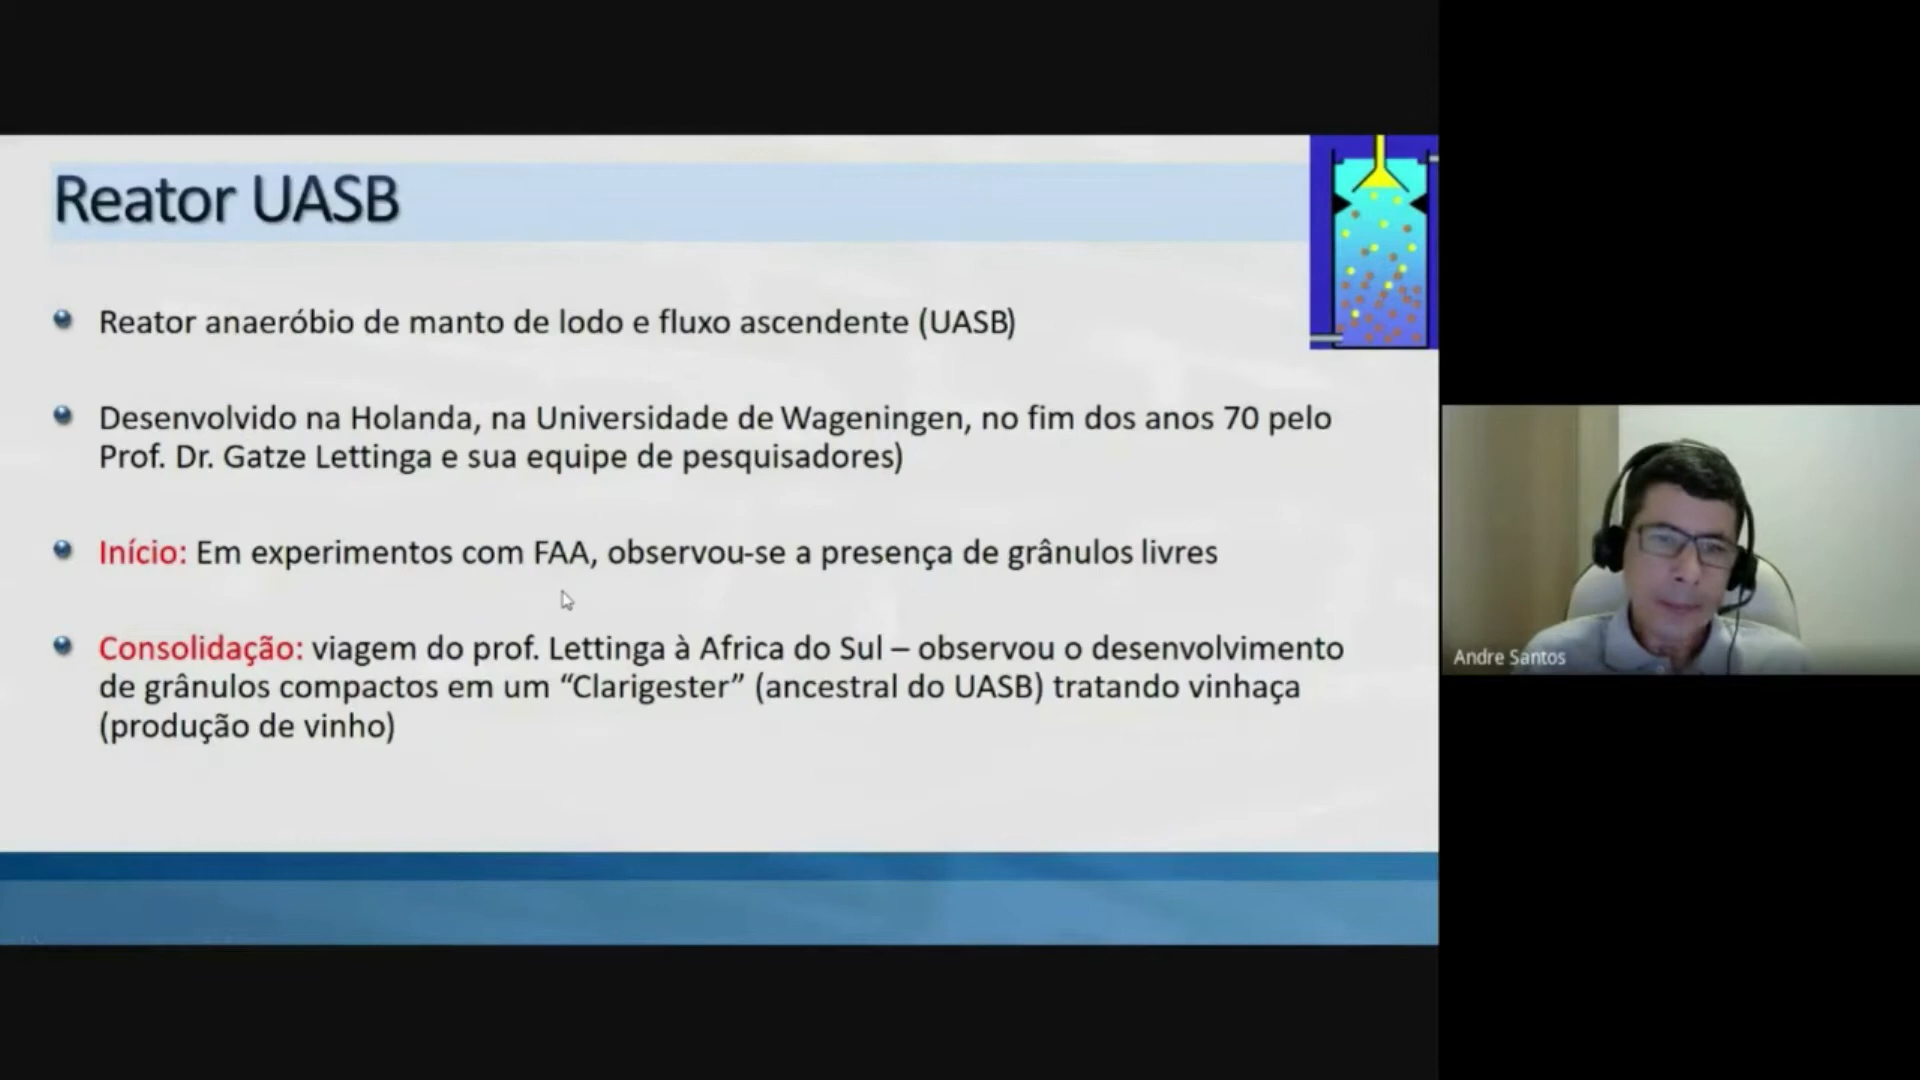 Reator UASB
Reator anaeróbio de manto de lodo e fluxo ascendente (UASB)
Desenvolvido na Holanda, na Universidade de Wageningen, no fim dos anos 70 pelo
Prof. Dr. Gatze Lettinga e sua equipe de pesquisadores)
Início: Em experimentos com FAA, observou-se a presença de grânulos livres
Consolidação: viagem do prof. Lettinga à Africa do Sul – observou o desenvolvimento
de grânulos compactos em um “Clarigester” (ancestral do UASB) tratando vinhaça
(produção de vinho)
Andre Santos